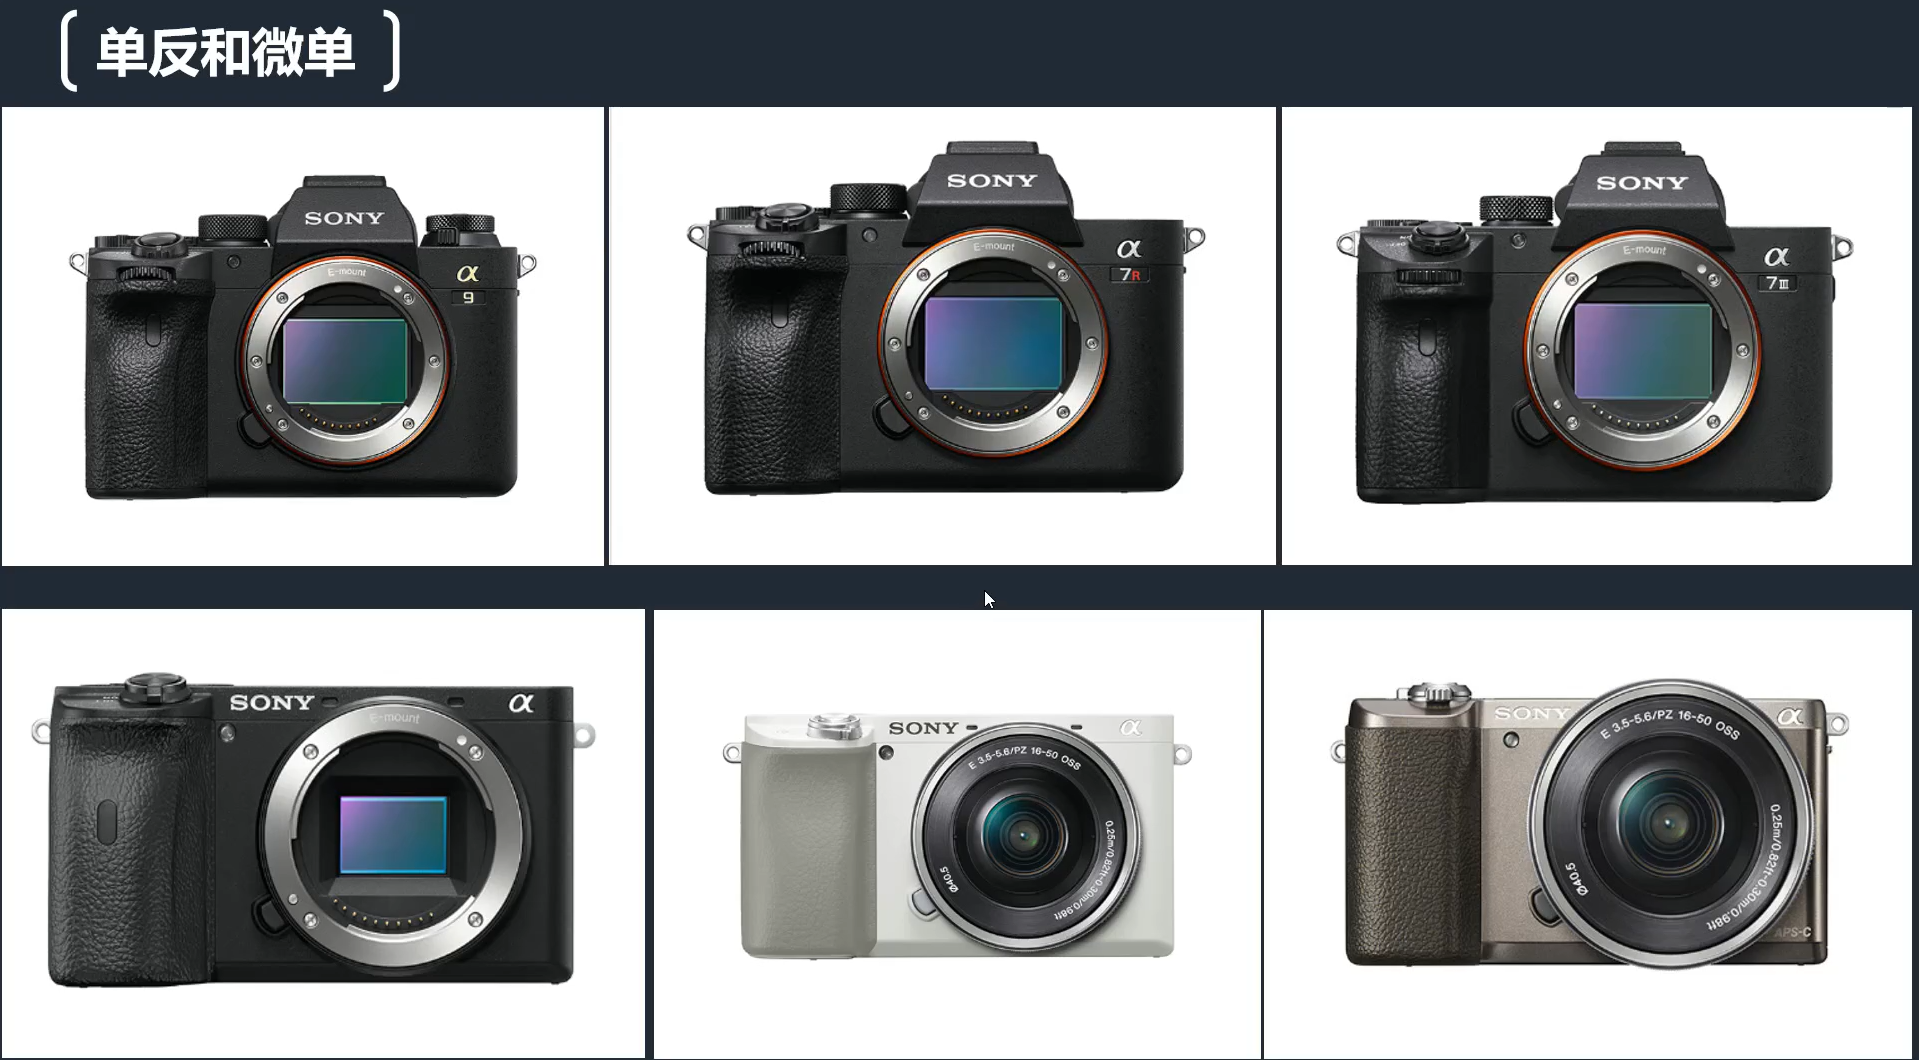 单反和微单
SONY
E-mount
α
9
SONY
E-mount
α
7R
SONY
E-mount
α
7III
SONY
α
E-mount
SONY
α
E 3.5-5.6/PZ 16-50 OSS
0.25m/0.82ft-0.30m/0.98ft
Ø40.5
SONY
α
E 3.5-5.6/PZ 16-50 OSS
0.25m/0.82ft-0.30m/0.98ft
Ø40.5
APS-C